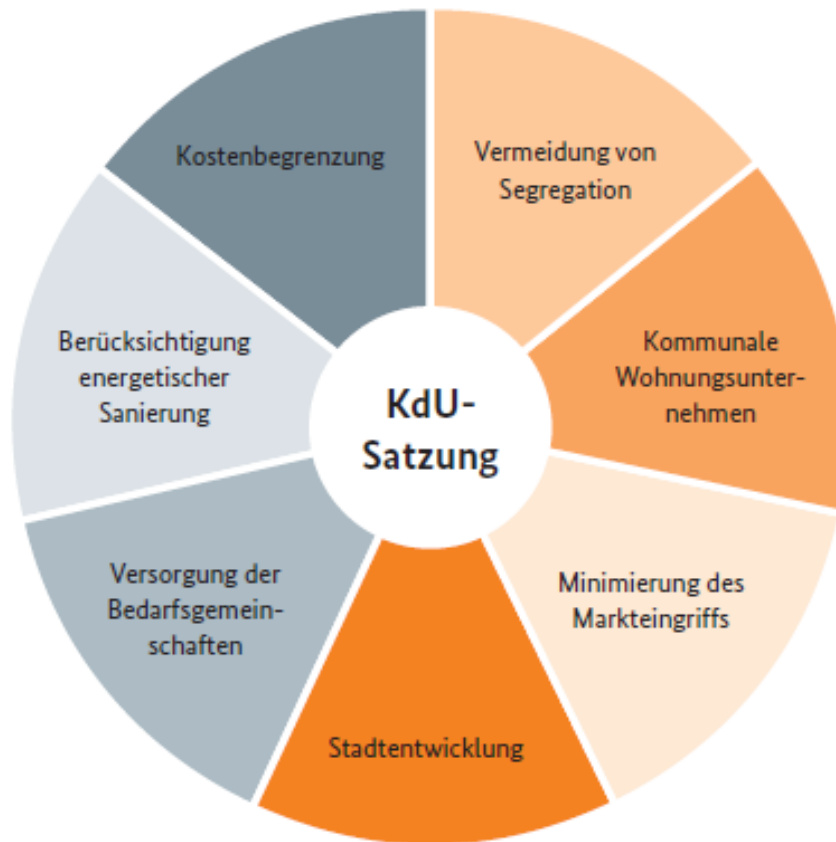 Kostenbegrenzung
Vermeidung von
Segregation
Berücksichtigung
energetischer
Sanierung
Kommunale
Wohnungsunter-
nehmen
KdU-
Satzung
Versorgung der
Bedarfsgemein-
schaften
Minimierung des
Markteingriffs
Stadtentwicklung